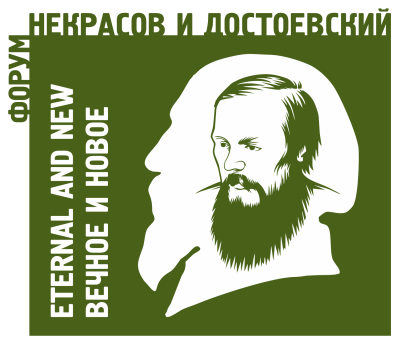 ФОРУМ
НЕКРАСОВ И ДОСТОЕВСКИЙ
ETERNAL AND NEW
ВЕЧНОЕ И НОВОЕ